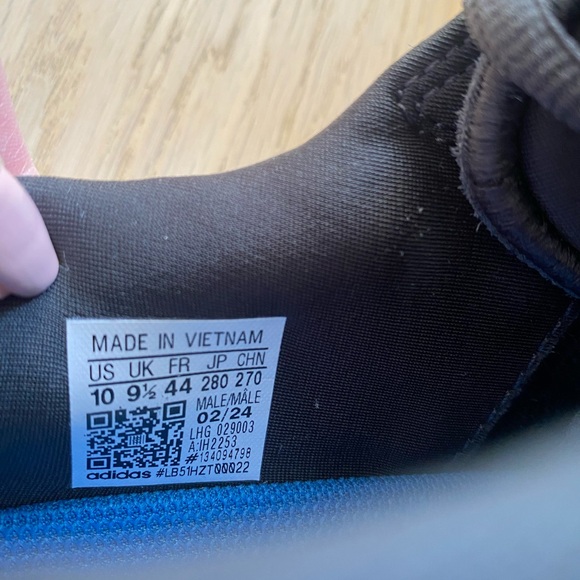 MADE IN VIETNAM
US UK FR JP CHN
10 9½ 44 280 270
MALE/MÂLE
02/24
LHG 029003
A:IH2253
#134094798
adidas #LB51HZT00022